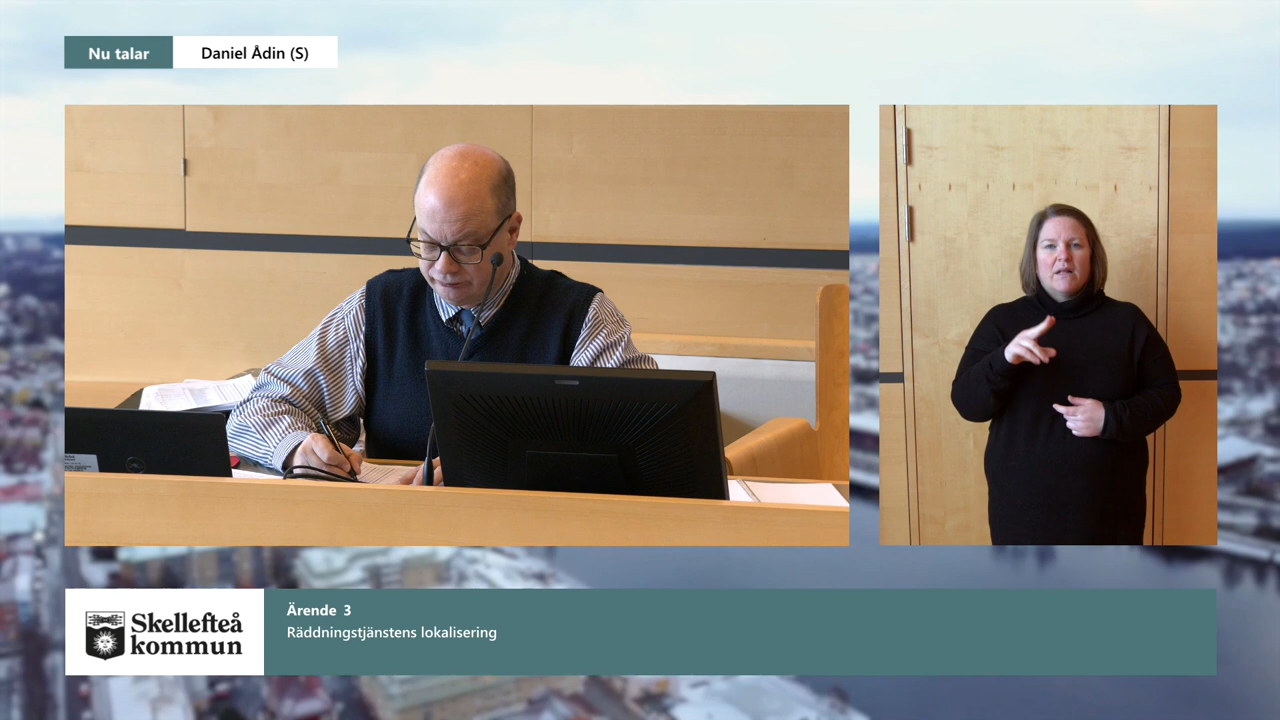 Nu talar
Daniel Ådin (S)
Skellefteå
kommun
Ärende 3
Räddningstjänstens lokalisering